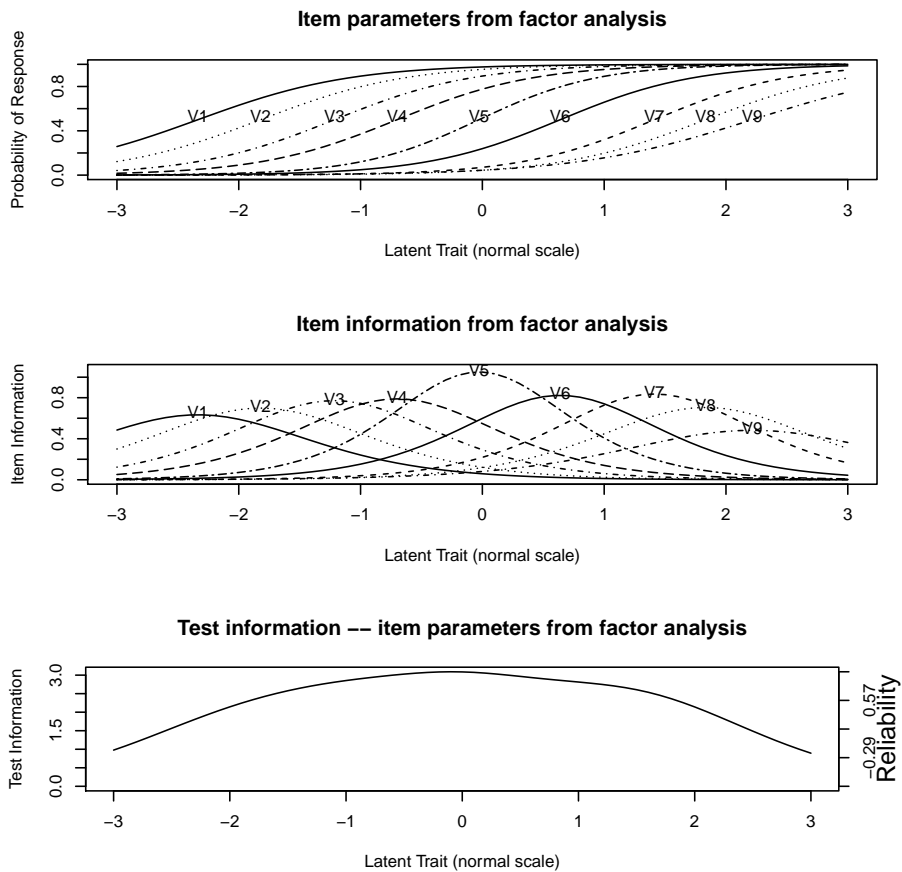 Item parameters from factor analysis
Probability of Response
0.0 0.4 0.8
V1 V2 V3 V4 V5 V6 V7 V8 V9
−3 −2 −1 0 1 2 3
Latent Trait (normal scale)
Item information from factor analysis
Item Information
0.0 0.4 0.8
V1 V2 V3 V4 V5 V6 V7 V8 V9
−3 −2 −1 0 1 2 3
Latent Trait (normal scale)
Test information −− item parameters from factor analysis
Test Information
0.0 1.5 3.0
−0.29 0.57
Reliability
−3 −2 −1 0 1 2 3
Latent Trait (normal scale)